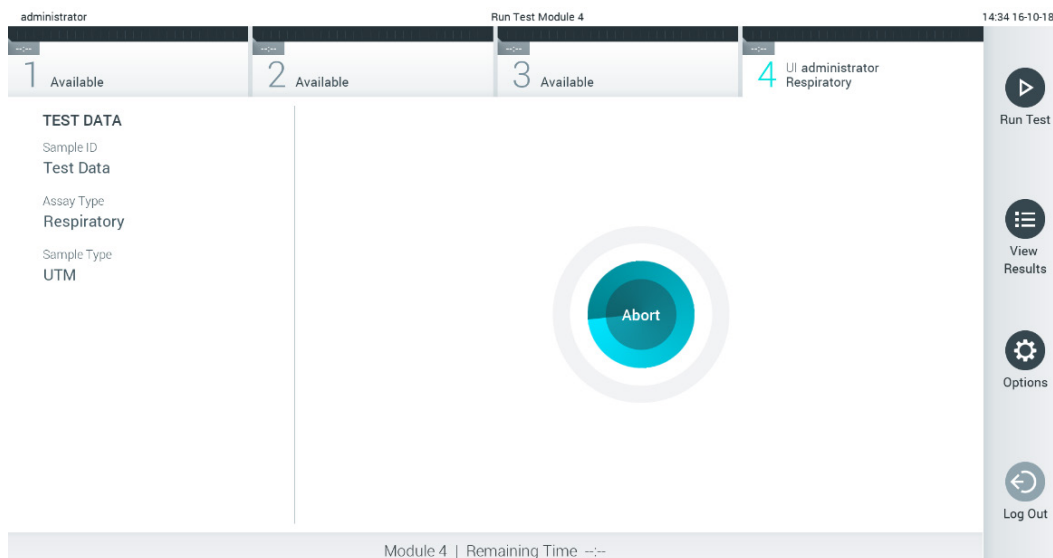 administrator
Run Test Module 4
14:34 16-10-18
--:--
1 Available
--:--
2 Available
--:--
3 Available
--:--
4 UI administrator
Respiratory
TEST DATA
Sample ID
Test Data
Assay Type
Respiratory
Sample Type
UTM
Abort
Run Test
View
Results
Options
Log Out
Module 4 | Remaining Time --:--